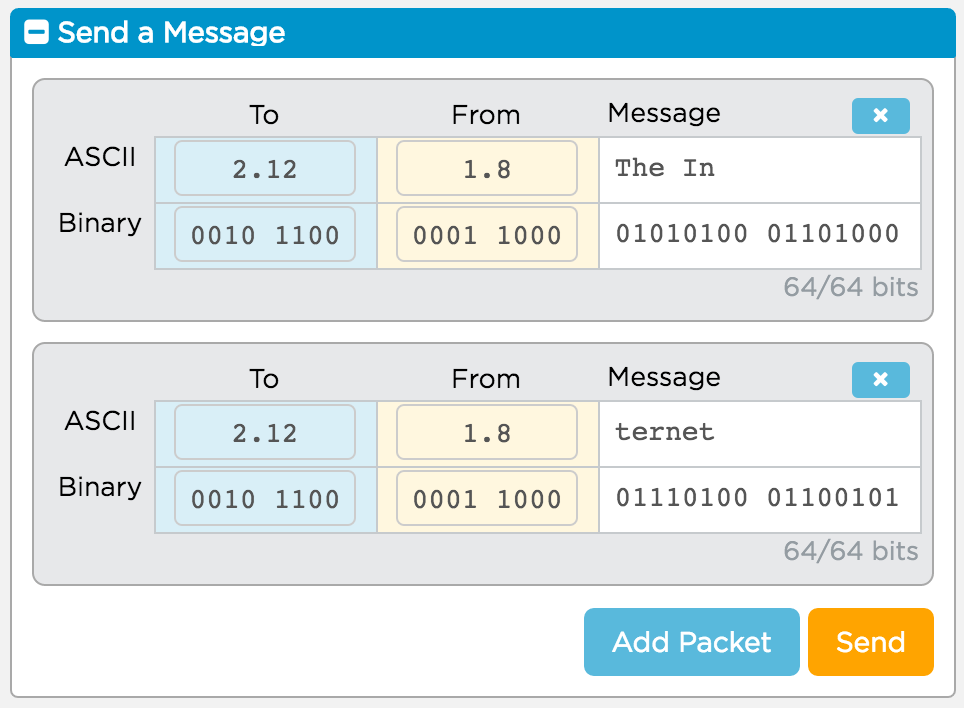 Send a Message
To From Message
ASCII 2.12 1.8 The In
Binary 0010 1100 0001 1000 01010100 01101000
64/64 bits
To From Message
ASCII 2.12 1.8 ternet
Binary 0010 1100 0001 1000 01110100 01100101
64/64 bits
Add Packet Send